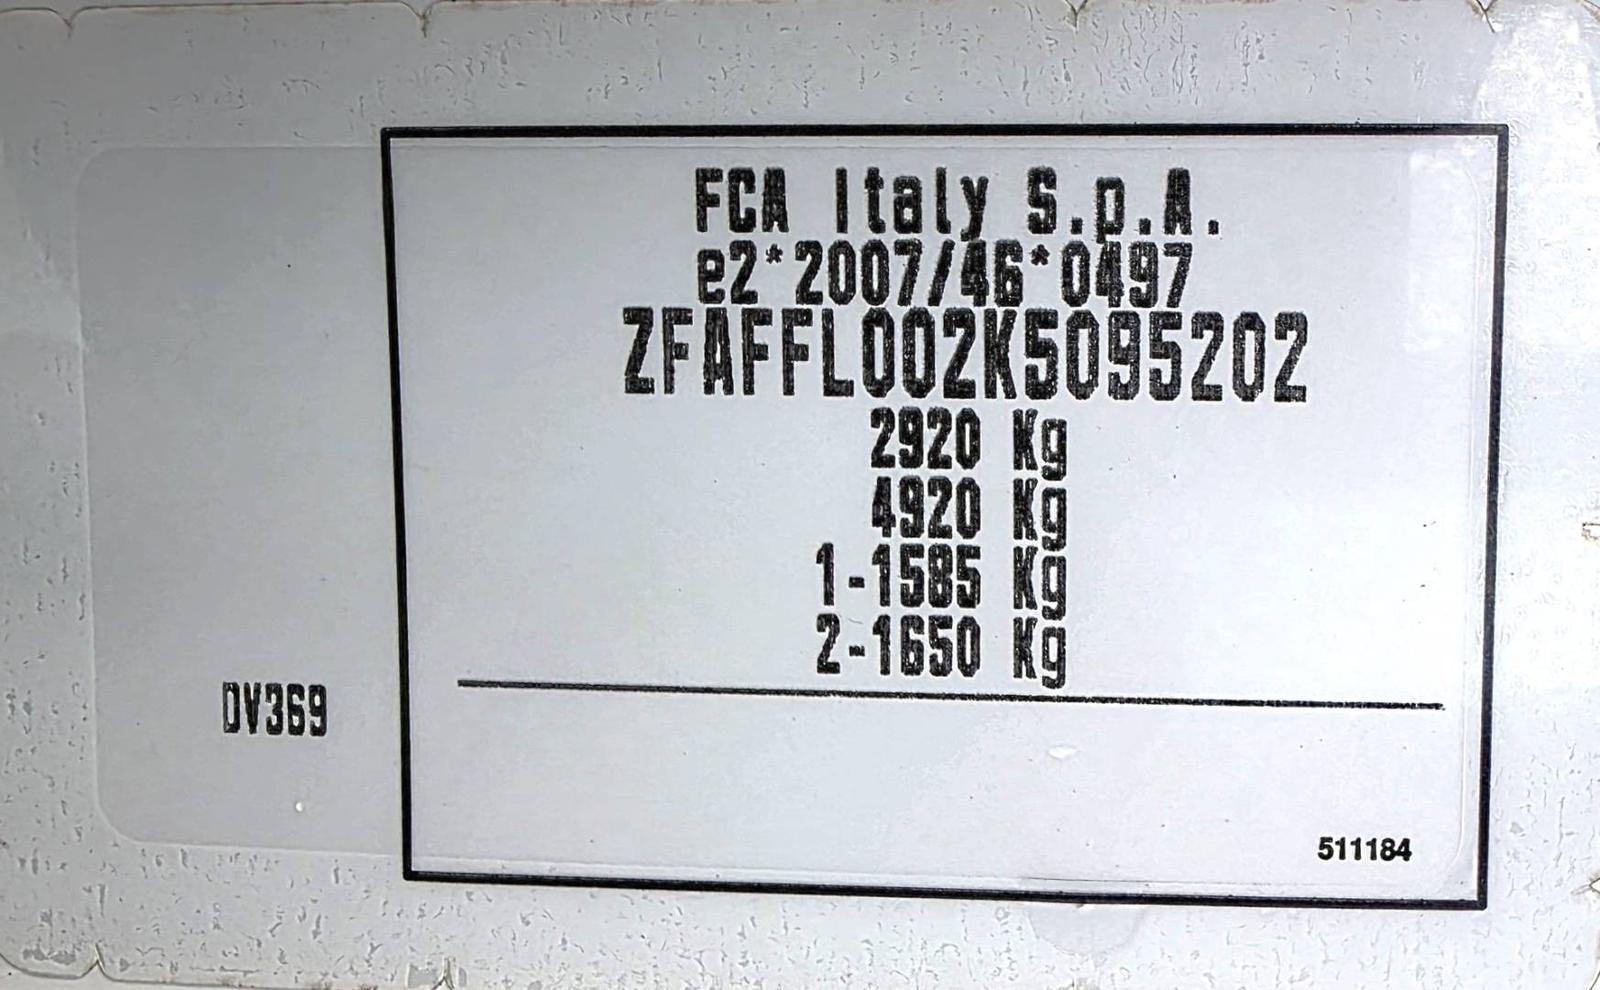 FCA Italy S.p.A.
e2*2007/46*0497
ZFAFFL002K5095202
2920 Kg
4920 Kg
1-1585 Kg
2-1650 Kg
DV369
511184